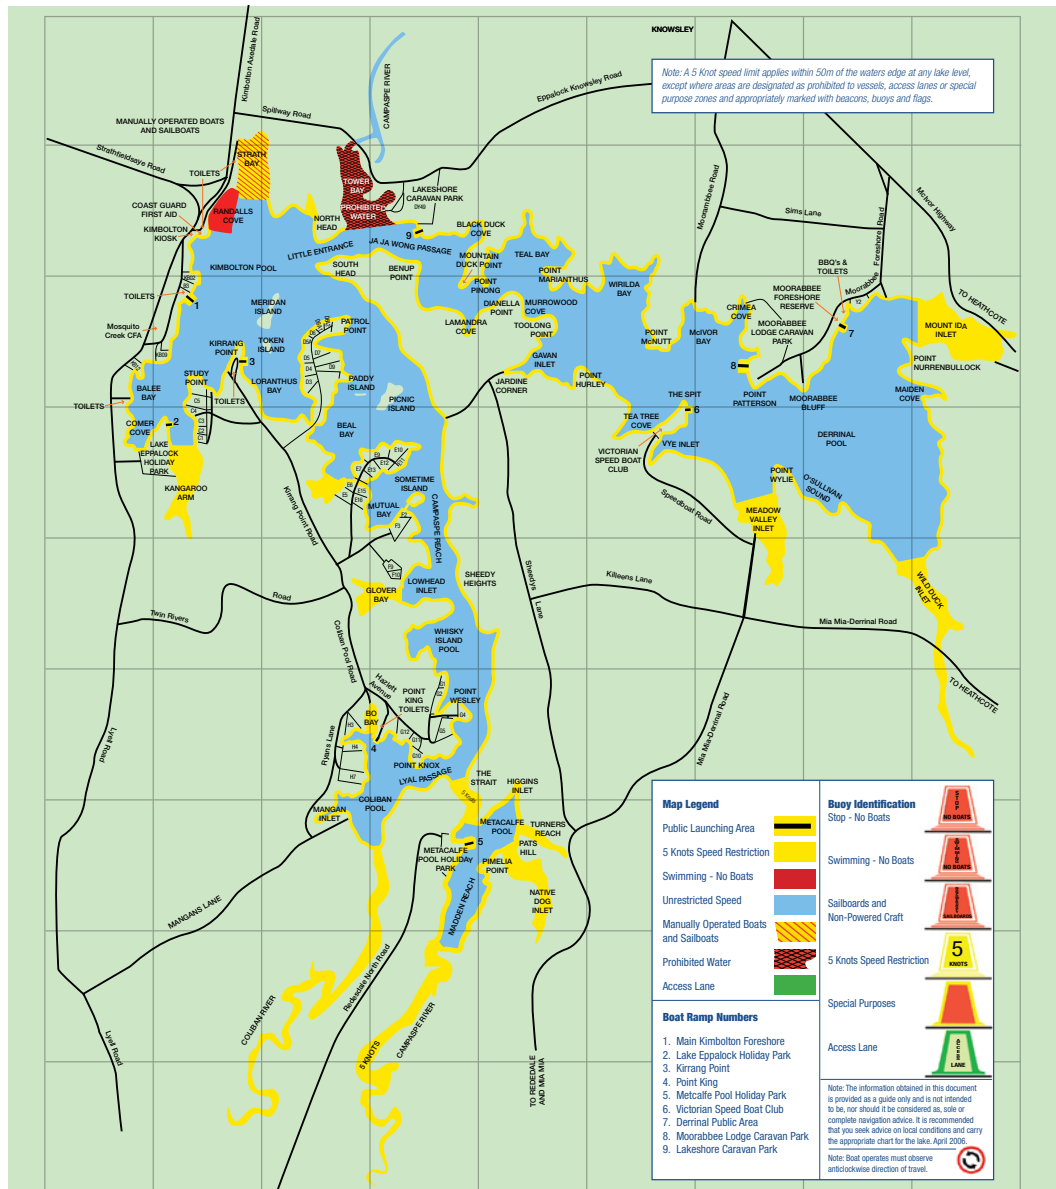 KNOWSLEY
Note: A 5 Knot speed limit applies within 50m of the waters edge at any lake level,
except where areas are designated as prohibited to vessels, access lanes or special
purpose zones and appropriately marked with beacons, buoys and flags.
Kimbolton Axedale Road
Spillway Road
CAMPASPE RIVER
Eppalock Knowsley Road
MANUALLY OPERATED BOATS
AND SAILBOATS
Strathfieldsaye Road
STRATH
BAY
TOILETS
TOWER
BAY
PROHIBITED
WATER
LAKESHORE
CARAVAN PARK
Moorabbee Road
McIvor Highway
Sims Lane
Foreshore Road
COAST GUARD
FIRST AID
RANDALLS
COVE
KIMBOLTON
KIOSK
NORTH
HEAD
9
BLACK DUCK
COVE
LITTLE ENTRANCE
JA JA WONG PASSAGE
KIMBOLTON POOL
SOUTH
HEAD
BENUP
POINT
MOUNTAIN
DUCK POINT
TEAL BAY
POINT
MARIANTHUS
POINT
PINONG
WIRILDA
BAY
BBQ's &
TOILETS
Moorabbee
MOORABBEE
FORESHORE
RESERVE
Y2
TO HEATHCOTE
TOILETS
1
MERIDAN
ISLAND
DIANELLA
POINT
MURROWOOD
COVE
CRIMEA
COVE
MOORABBEE
LODGE CARAVAN
PARK
7
MOUNT IDA
INLET
Mosquito
Creek CFA
PATROL
POINT
LAMANDRA
COVE
TOOLONG
POINT
POINT
McNUTT
McIVOR
BAY
KIRRANG
POINT
TOKEN
ISLAND
3
GAVAN
INLET
8
POINT
NURRENBULLOCK
STUDY
POINT
LORANTHUS
BAY
PADDY
ISLAND
JARDINE
CORNER
POINT
HURLEY
BALEE
BAY
TOILETS
TOILETS
PICNIC
ISLAND
THE SPIT
6
POINT
PATTERSON
MOORABBEE
BLUFF
MAIDEN
COVE
COMER
COVE
2
BEAL
BAY
TEA TREE
COVE
VYE INLET
DERRINAL
POOL
LAKE
EPPALOCK
HOLIDAY
PARK
VICTORIAN
SPEED BOAT
CLUB
POINT
WYLIE
O'SULLIVAN
SOUND
KANGAROO
ARM
SOMETIME
ISLAND
Kirrang Point Road
MUTUAL
BAY
CAMPASPE REACH
Speedboat Road
MEADOW
VALLEY
INLET
GLOVER
BAY
LOWHEAD
INLET
SHEEDY
HEIGHTS
Sheedys
Lane
Killeens Lane
WILD DUCK
INLET
Twin Rivers
Road
Coliban Pool Road
WHISKY
ISLAND
POOL
Mia Mia-Derrinal Road
TO HEATHCOTE
Hazlett
Avenue
POINT
KING
TOILETS
POINT
WESLEY
BO
BAY
4
Lyell Road
Ryans Lane
Mia Mia-Derrinal Road
POINT KNOX
LYAL PASSAGE
THE
STRAIT
5 Knots
HIGGINS
INLET
COLIBAN
POOL
MANGAN
INLET
METACALFE
POOL
TURNERS
REACH
5
PATS
HILL
METACALFE
POOL HOLIDAY
PARK
PIMELIA
POINT
NATIVE
DOG
INLET
MANGANS LANE
MADDEN REACH
Redesdale North Road
COLIBAN RIVER
CAMPASPE RIVER
5 KNOTS
Lyell Road
TO REDEDALE
AND MIA MIA
Map Legend
Public Launching Area
5 Knots Speed Restriction
Swimming - No Boats
Unrestricted Speed
Manually Operated Boats
and Sailboats
Prohibited Water
Access Lane
Boat Ramp Numbers
1. Main Kimbolton Foreshore
2. Lake Eppalock Holiday Park
3. Kirrang Point
4. Point King
5. Metcalfe Pool Holiday Park
6. Victorian Speed Boat Club
7. Derrinal Public Area
8. Moorabbee Lodge Caravan Park
9. Lakeshore Caravan Park
Buoy Identification
Stop - No Boats
STOP
NO BOATS
Swimming - No Boats
NO BOATS
Sailboards and
Non-Powered Craft
SAILBOARDS
5 Knots Speed Restriction
5
KNOTS
Special Purposes
Access Lane
ACCESS
LANE
Note: The information obtained in this document
is provided as a guide only and is not intended
to be, nor should it be considered as, sole or
complete navigation advice. It is recommended
that you seek advice on local conditions and carry
the appropriate chart for the lake. April 2006.
Note: Boat operates must observe
anticlockwise direction of travel.